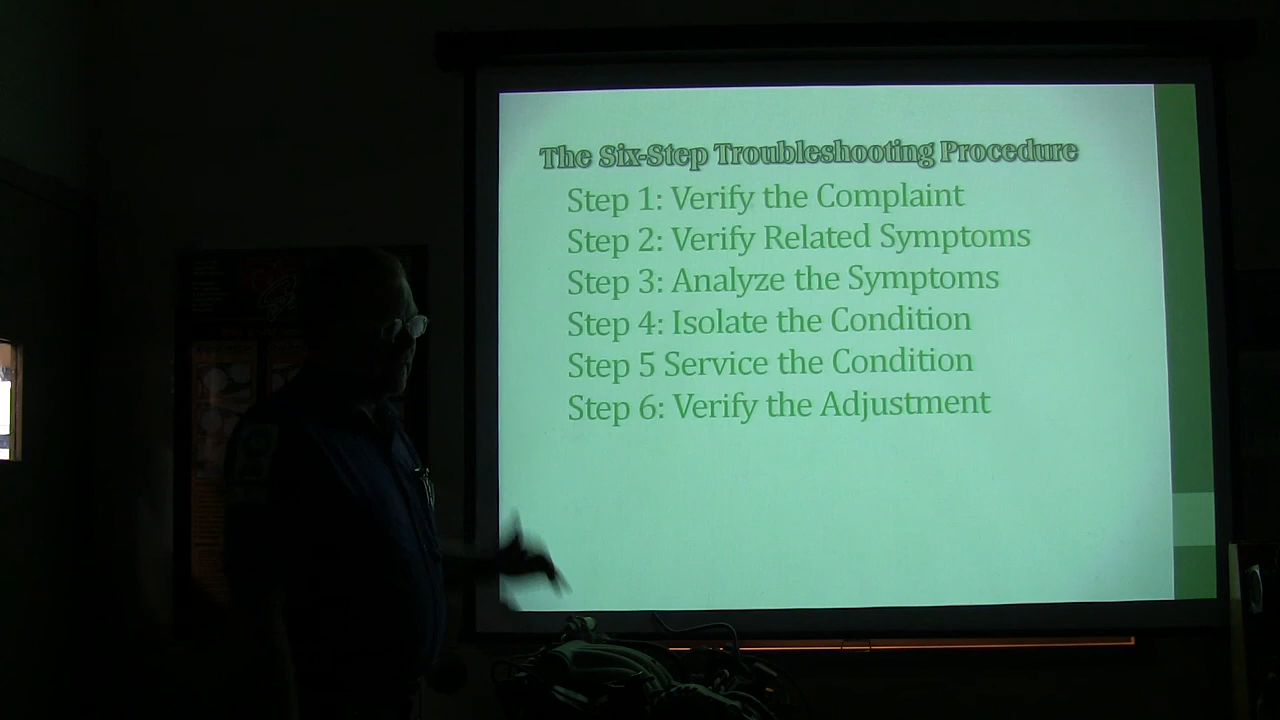 The Six-Step Troubleshooting Procedure
Step 1: Verify the Complaint
Step 2: Verify Related Symptoms
Step 3: Analyze the Symptoms
Step 4: Isolate the Condition
Step 5 Service the Condition
Step 6: Verify the Adjustment